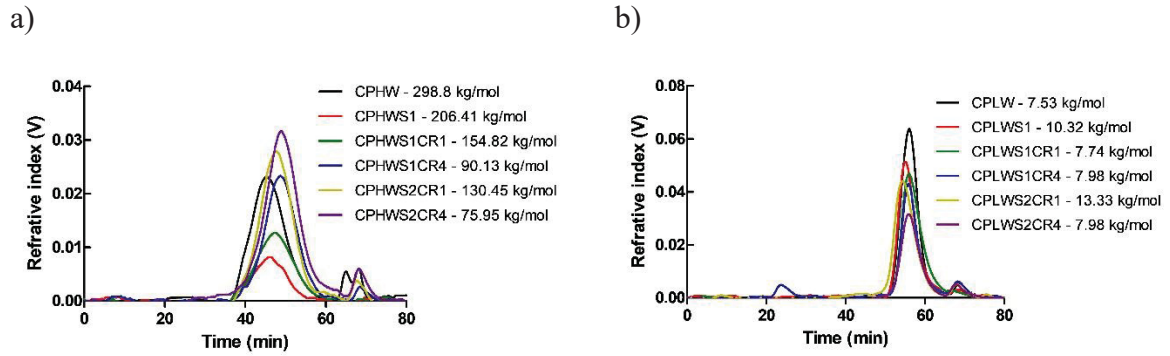 a)
b)
0.04
0.03
0.02
0.01
0.00
Refrative index (V)
0
20
40
60
80
Time (min)
CPHW - 298.8 kg/mol
CPHWS1 - 206.41 kg/mol
CPHWS1CR1 - 154.82 kg/mol
CPHWS1CR4 - 90.13 kg/mol
CPHWS2CR1 - 130.45 kg/mol
CPHWS2CR4 - 75.95 kg/mol
0.08
0.06
0.04
0.02
0.00
Refrative index (V)
0
20
40
60
80
Time (min)
CPLW - 7.53 kg/mol
CPLWS1 - 10.32 kg/mol
CPLWS1CR1 - 7.74 kg/mol
CPLWS1CR4 - 7.98 kg/mol
CPLWS2CR1 - 13.33 kg/mol
CPLWS2CR4 - 7.98 kg/mol